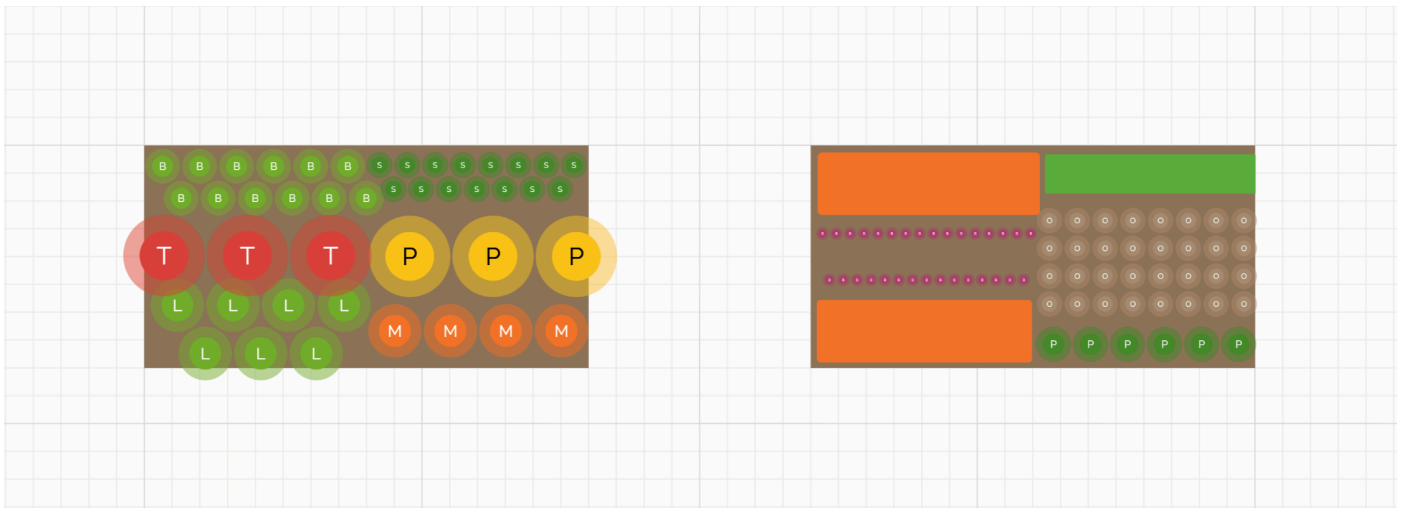 B B B B B B S S S S S S S S
B B B B B B S S S S S S S
T T T P P P
L L L L
M M M M
L L L
O O O O O O O O
O O O O O O O O
O O O O O O O O
O O O O O O O O
P P P P P P